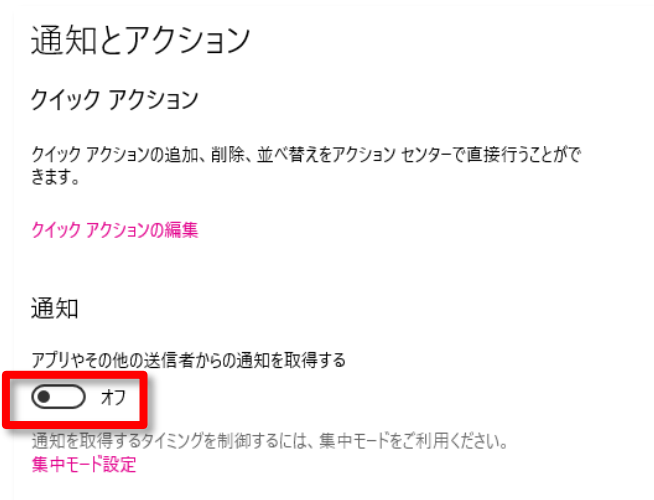 通知とアクション
クイック アクション
クイック アクションの追加、削除、並べ替えをアクション センターで直接行うことがで
きます。
クイック アクションの編集
通知
アプリやその他の送信者からの通知を取得する
オフ
通知を取得するタイミングを制御するには、集中モードをご利用ください。
集中モード設定